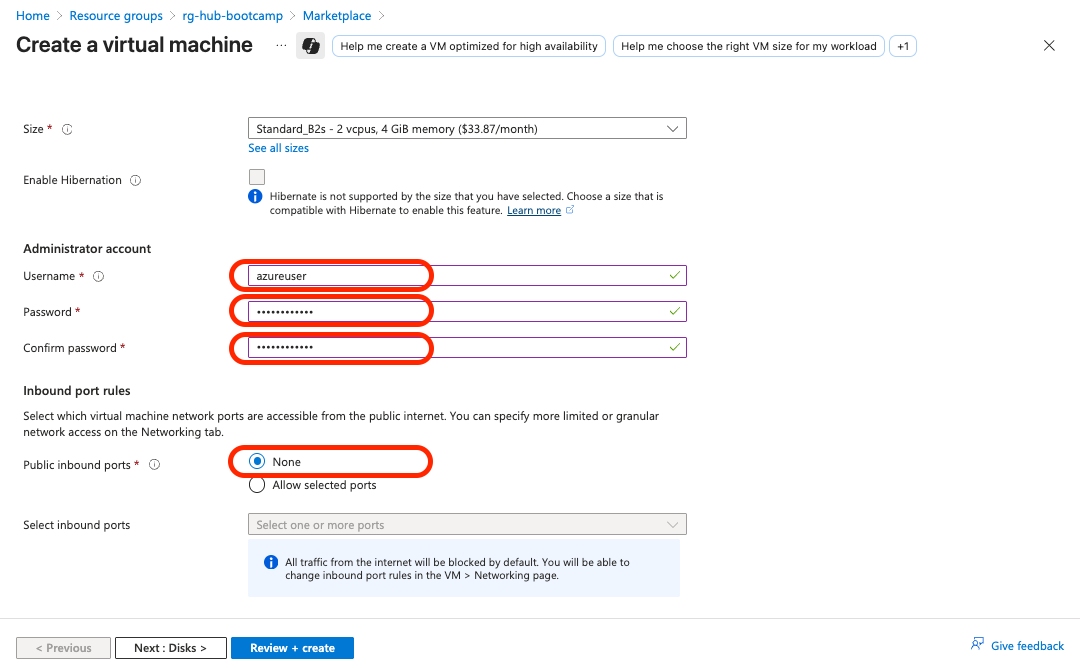 Home > Resource groups > rg-hub-bootcamp > Marketplace >
Create a virtual machine ... Help me create a VM optimized for high availability Help me choose the right VM size for my workload +1
Size * Standard_B2s - 2 vcpus, 4 GiB memory ($33.87/month)
See all sizes
Enable Hibernation
Hibernate is not supported by the size that you have selected. Choose a size that is
compatible with Hibernate to enable this feature. Learn more
Administrator account
Username * azureuser
Password * ••••••••••••
Confirm password * ••••••••••••
Inbound port rules
Select which virtual machine network ports are accessible from the public internet. You can specify more limited or granular
network access on the Networking tab.
Public inbound ports * None
Allow selected ports
Select inbound ports Select one or more ports
All traffic from the internet will be blocked by default. You will be able to
change inbound port rules in the VM > Networking page.
< Previous Next : Disks > Review + create Give feedback